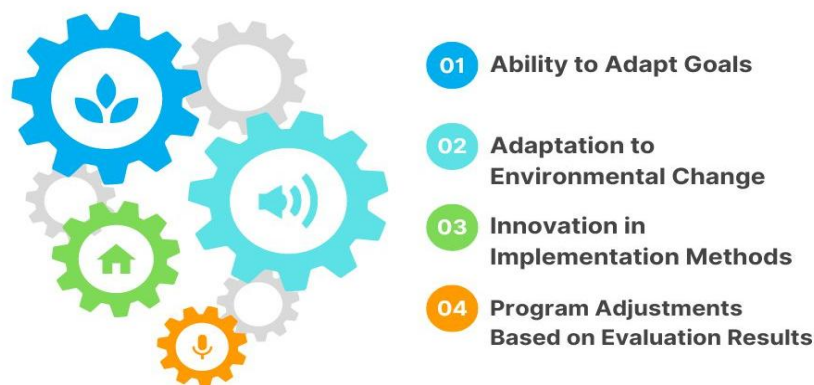 01 Ability to Adapt Goals
02 Adaptation to
Environmental Change
03 Innovation in
Implementation Methods
04 Program Adjustments
Based on Evaluation Results